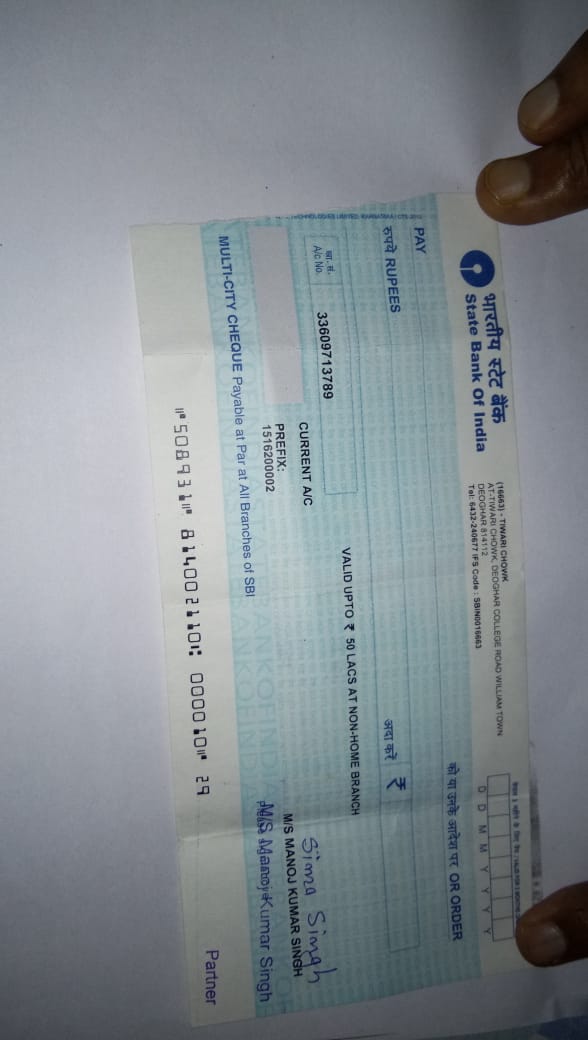 भारतीय स्टेट बैंक
State Bank Of India
(16663) - TIWARI CHOWK
AT-TIWARI CHOWK, DEOGHAR COLLEGE ROAD WILLIAM TOWN
DEOGHAR 814112
Tel: 6432-240677 IFS Code : SBIN0016663
D D M M Y Y Y Y
PAY
को या उनके आदेश पर OR ORDER
रुपये RUPEES
अदा करें ₹
खा. सं.
A/c No.
33609713789
VALID UPTO ₹ 50 LACS AT NON-HOME BRANCH
CURRENT A/C
PREFIX:
1516200002
Sima Singh
M/S MANOJ KUMAR SINGH
M/S Manoj Kumar Singh
MULTI-CITY CHEQUE Payable at Par at All Branches of SBI
Partner
⑈508931⑈ 814002110⑆ 000010⑈ 29